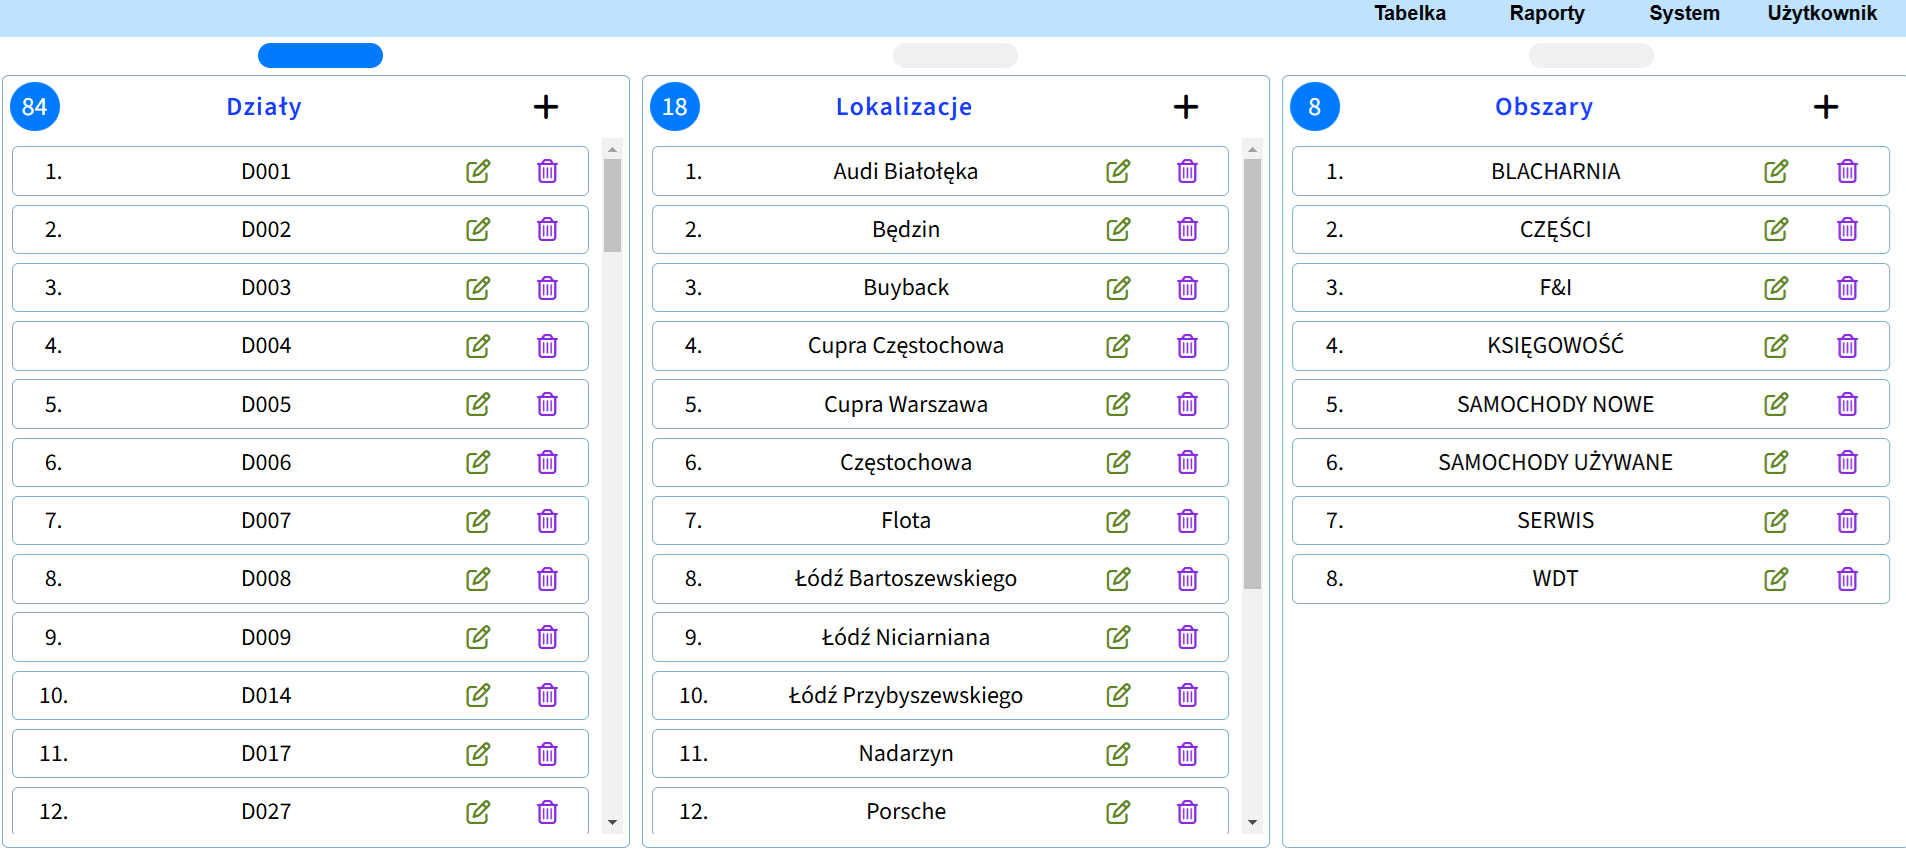 Tabelka Raporty System Użytkownik
84 Działy
1. D001
2. D002
3. D003
4. D004
5. D005
6. D006
7. D007
8. D008
9. D009
10. D014
11. D017
12. D027
18 Lokalizacje
1. Audi Białołęka
2. Będzin
3. Buyback
4. Cupra Częstochowa
5. Cupra Warszawa
6. Częstochowa
7. Flota
8. Łódź Bartoszewskiego
9. Łódź Niciarniana
10. Łódź Przybyszewskiego
11. Nadarzyn
12. Porsche
8 Obszary
1. BLACHARNIA
2. CZĘŚCI
3. F&I
4. KSIĘGOWOŚĆ
5. SAMOCHODY NOWE
6. SAMOCHODY UŻYWANE
7. SERWIS
8. WDT